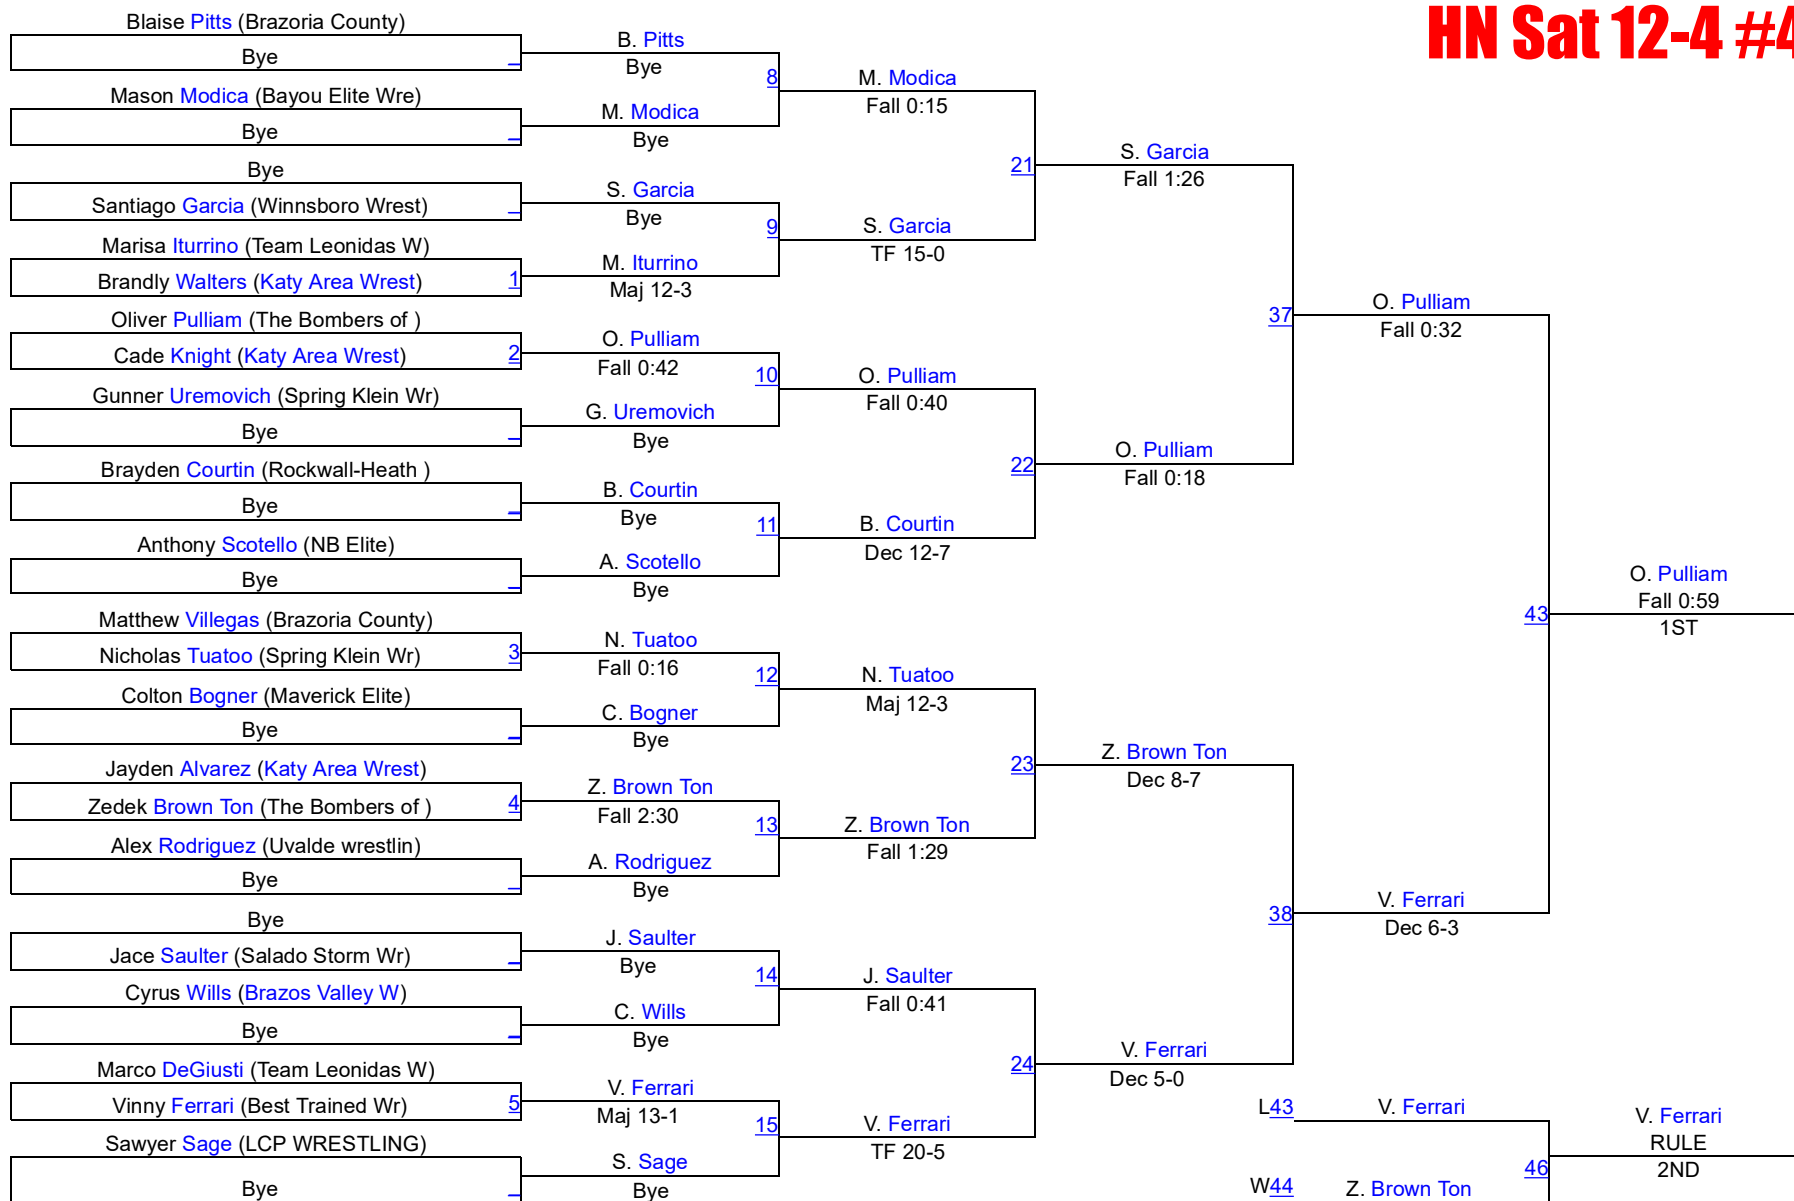 HN Sat 12-4 #4
Blaise Pitts (Brazoria County)
Bye
Mason Modica (Bayou Elite Wre)
Bye
Bye
Santiago Garcia (Winnsboro Wrest)
Marisa Iturrino (Team Leonidas W)
Brandly Walters (Katy Area Wrest) 1
Oliver Pulliam (The Bombers of )
Cade Knight (Katy Area Wrest) 2
Gunner Uremovich (Spring Klein Wr)
Bye
Brayden Courtin (Rockwall-Heath )
Bye
Anthony Scotello (NB Elite)
Bye
Matthew Villegas (Brazoria County)
Nicholas Tuatoo (Spring Klein Wr) 3
Colton Bogner (Maverick Elite)
Bye
Jayden Alvarez (Katy Area Wrest)
Zedek Brown Ton (The Bombers of ) 4
Alex Rodriguez (Uvalde wrestlin)
Bye
Bye
Jace Saulter (Salado Storm Wr)
Cyrus Wills (Brazos Valley W)
Bye
Marco DeGiusti (Team Leonidas W)
Vinny Ferrari (Best Trained Wr) 5
Sawyer Sage (LCP WRESTLING)
Bye
B. Pitts
Bye
8
M. Modica
Bye
S. Garcia
Bye
9
M. Iturrino
Maj 12-3
O. Pulliam
Fall 0:42
10
G. Uremovich
Bye
B. Courtin
Bye
11
A. Scotello
Bye
N. Tuatoo
Fall 0:16
12
C. Bogner
Bye
Z. Brown Ton
Fall 2:30
13
A. Rodriguez
Bye
J. Saulter
Bye
14
C. Wills
Bye
V. Ferrari
Maj 13-1
15
S. Sage
Bye
M. Modica
Fall 0:15
21
S. Garcia
TF 15-0
O. Pulliam
Fall 0:40
22
B. Courtin
Dec 12-7
N. Tuatoo
Maj 12-3
23
Z. Brown Ton
Fall 1:29
J. Saulter
Fall 0:41
24
V. Ferrari
TF 20-5
S. Garcia
Fall 1:26
37
O. Pulliam
Fall 0:18
Z. Brown Ton
Dec 8-7
38
V. Ferrari
Dec 5-0
O. Pulliam
Fall 0:32
43
V. Ferrari
Dec 6-3
O. Pulliam
Fall 0:59
1ST
L43 V. Ferrari
46
W44 Z. Brown Ton
V. Ferrari
RULE
2ND